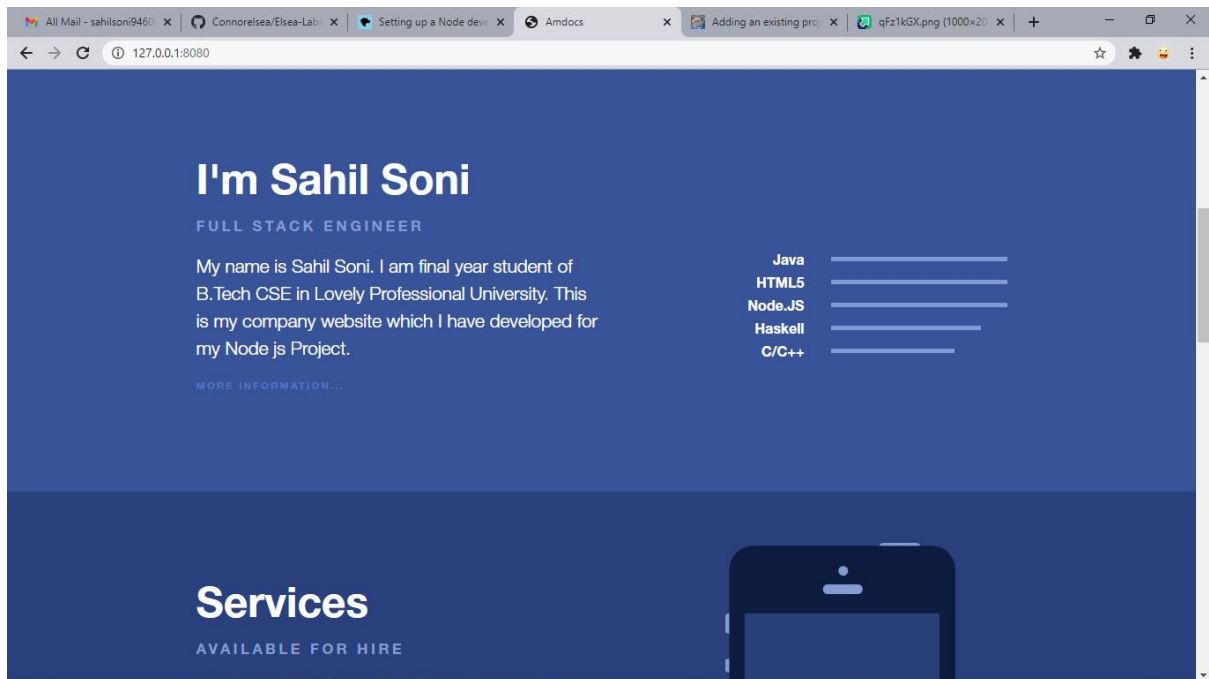 All Mail - sahilsoni9460
Connorelsea/Elsea-Labs
Setting up a Node deve
Amdocs
Adding an existing proj
qFz1kGX.png (1000×20
127.0.0.1:8080
I'm Sahil Soni
FULL STACK ENGINEER
My name is Sahil Soni. I am final year student of
B.Tech CSE in Lovely Professional University. This
is my company website which I have developed for
my Node js Project.
MORE INFORMATION...
Java
HTML5
Node.JS
Haskell
C/C++
Services
AVAILABLE FOR HIRE